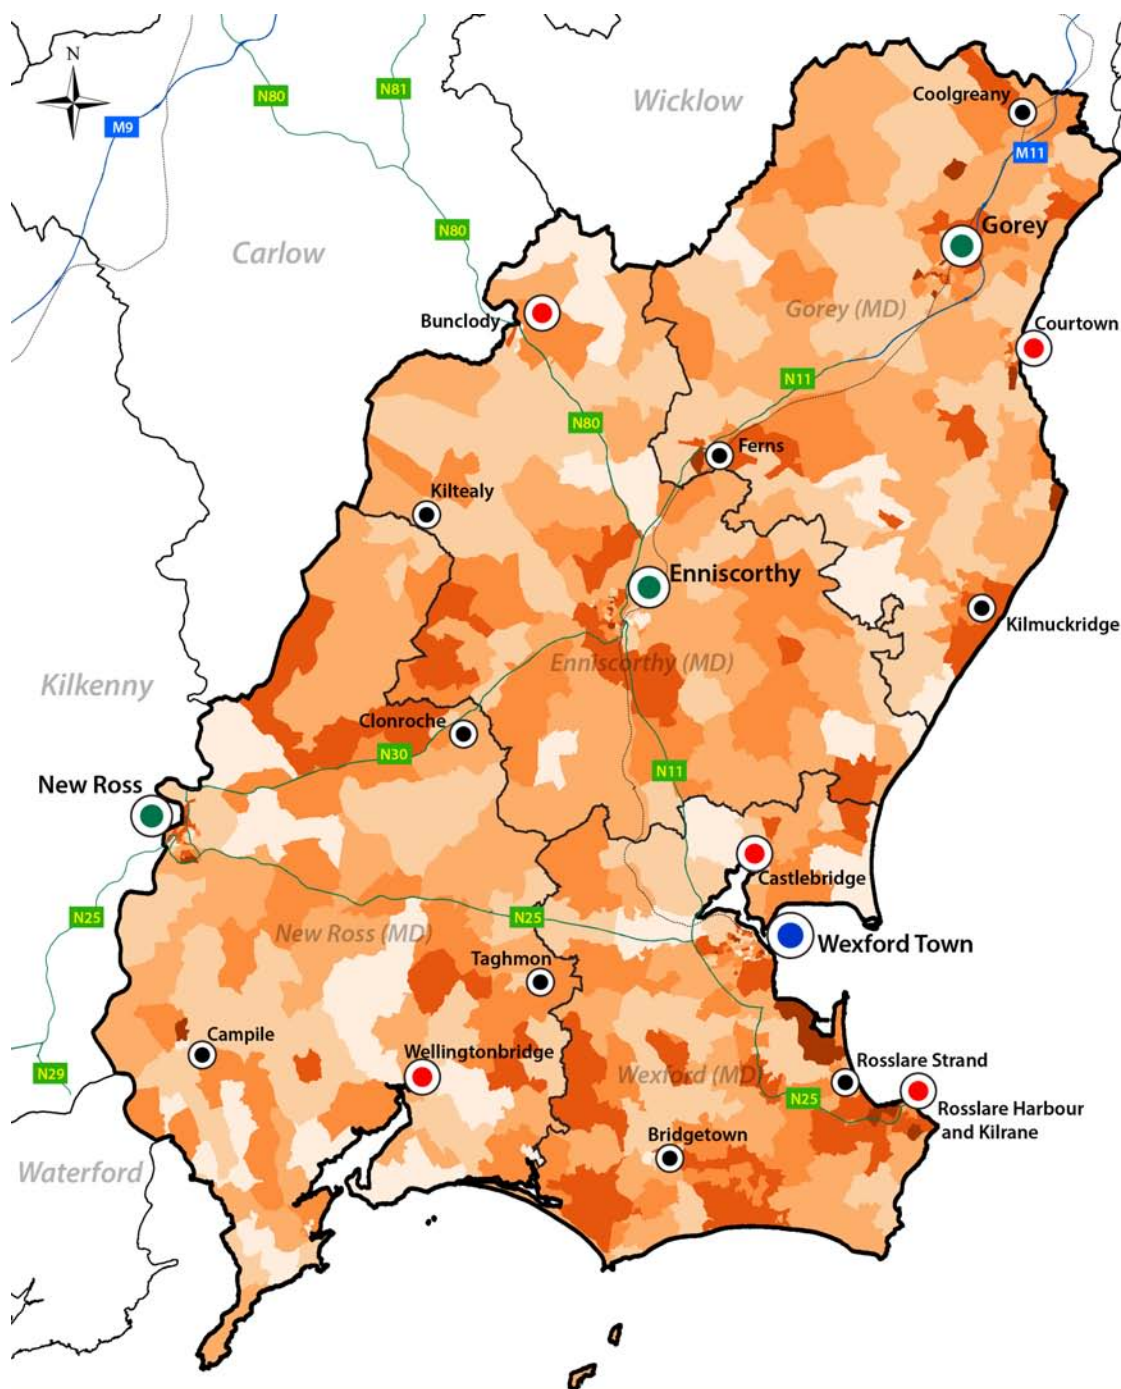 N
N80
N81
M9
Wicklow
Coolgreany
M11
N80
Carlow
Gorey
Gorey (MD)
Bunclody
Courtown
N11
N80
Ferns
Kiltealy
Enniscorthy
Kilmuckridge
Enniscorthy (MD)
Kilkenny
Clonroche
N30
N11
New Ross
Castlebridge
N25
N25
New Ross (MD)
Wexford Town
Taghmon
Campile
Wellingtonbridge
Rosslare Strand
N29
Wexford (MD)
N25
Rosslare Harbour
and Kilrane
Bridgetown
Waterford